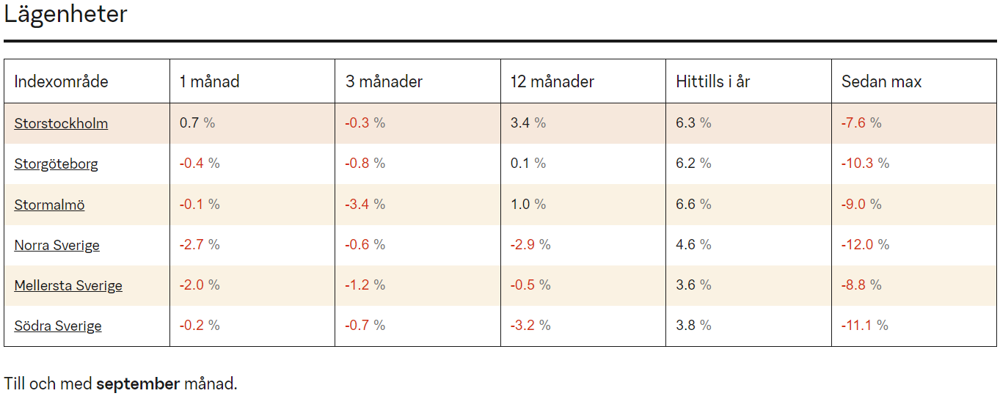 Lägenheter
Indexområde 1 månad 3 månader 12 månader Hittills i år Sedan max
Storstockholm 0.7 % -0.3 % 3.4 % 6.3 % -7.6 %
Storgöteborg -0.4 % -0.8 % 0.1 % 6.2 % -10.3 %
Stormalmö -0.1 % -3.4 % 1.0 % 6.6 % -9.0 %
Norra Sverige -2.7 % -0.6 % -2.9 % 4.6 % -12.0 %
Mellersta Sverige -2.0 % -1.2 % -0.5 % 3.6 % -8.8 %
Södra Sverige -0.2 % -0.7 % -3.2 % 3.8 % -11.1 %
Till och med september månad.